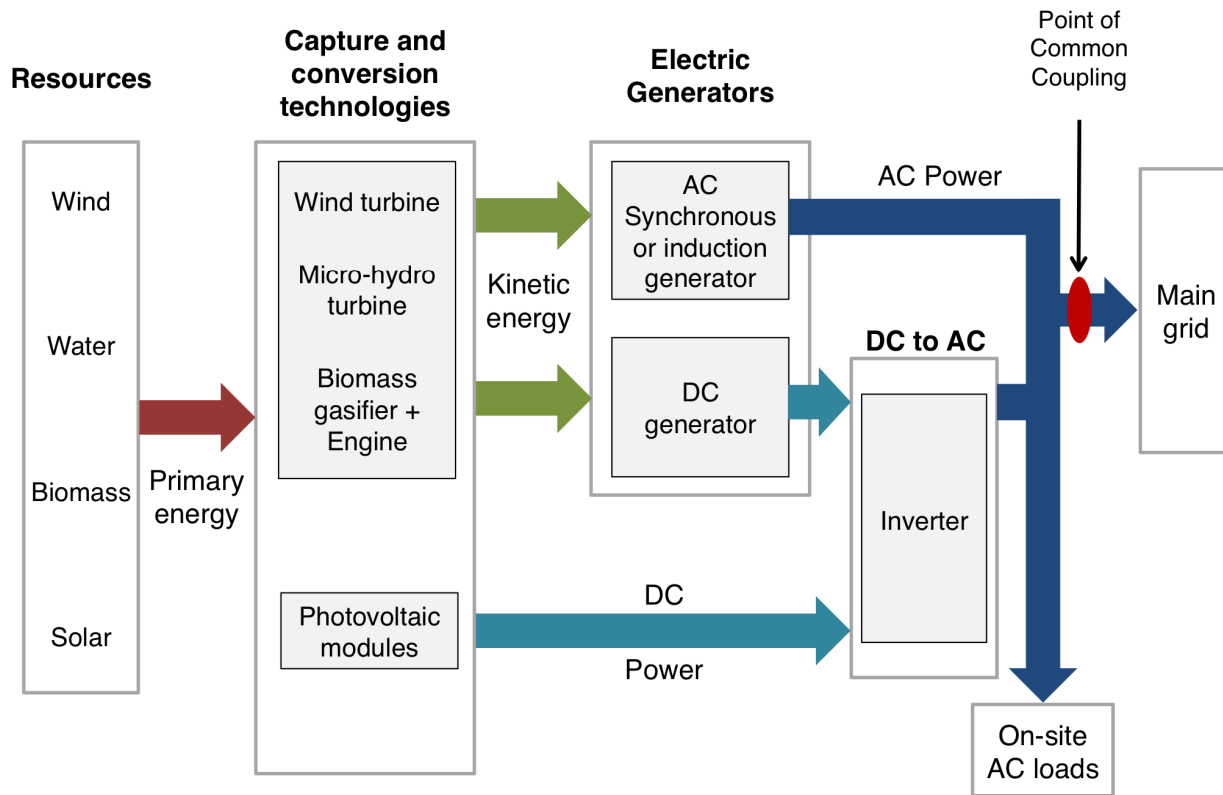 Resources
Wind
Water
Biomass
Solar
Primary
energy
Capture and
conversion
technologies
Wind turbine
Micro-hydro
turbine
Biomass
gasifier +
Engine
Photovoltaic
modules
Kinetic
energy
Electric
Generators
AC
Synchronous
or induction
generator
DC
generator
DC
Power
AC Power
DC to AC
Inverter
Point of
Common
Coupling
Main
grid
On-site
AC loads